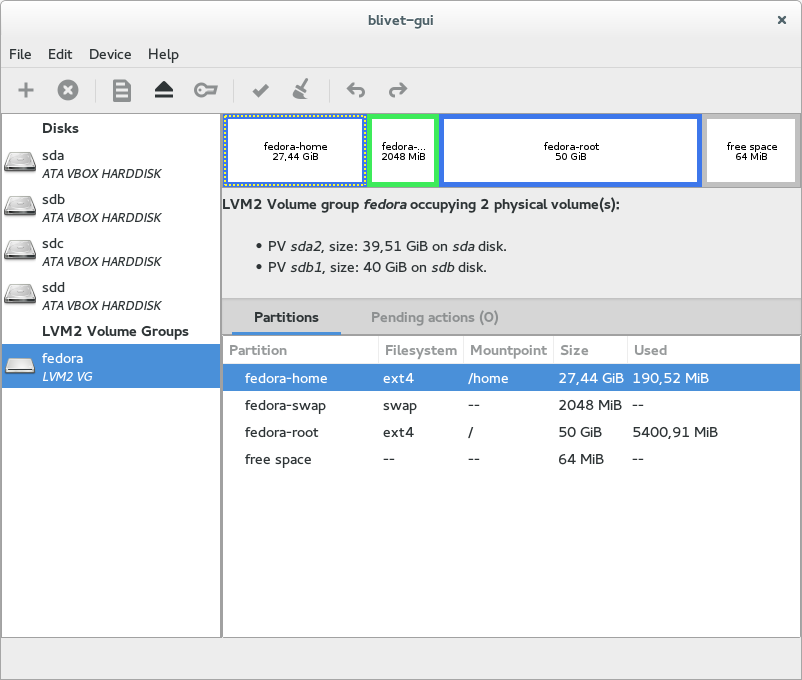 blivet-gui
File Edit Device Help
Disks
sda
ATA VBOX HARDDISK
sdb
ATA VBOX HARDDISK
sdc
ATA VBOX HARDDISK
sdd
ATA VBOX HARDDISK
LVM2 Volume Groups
fedora
LVM2 VG
fedora-home
27,44 GiB
fedora-...
2048 MiB
fedora-root
50 GiB
free space
64 MiB
LVM2 Volume group fedora occupying 2 physical volume(s):
• PV sda2, size: 39,51 GiB on sda disk.
• PV sdb1, size: 40 GiB on sdb disk.
Partitions Pending actions (0)
Partition Filesystem Mountpoint Size Used
fedora-home ext4 /home 27,44 GiB 190,52 MiB
fedora-swap swap -- 2048 MiB --
fedora-root ext4 / 50 GiB 5400,91 MiB
free space -- -- 64 MiB --